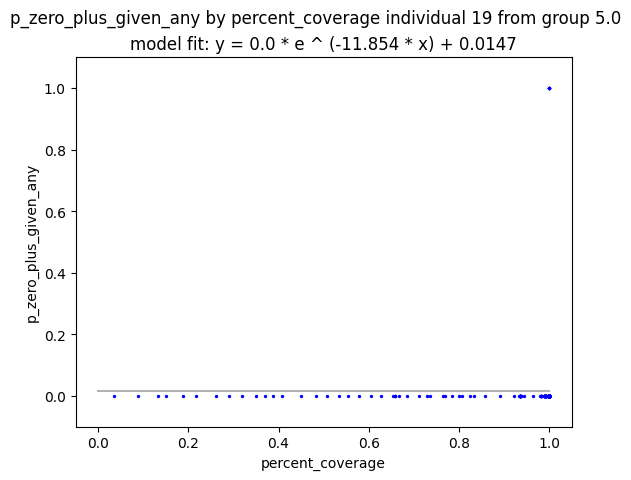 p_zero_plus_given_any by percent_coverage individual 19 from group 5.0
model fit: y = 0.0 * e ^ (-11.854 * x) + 0.0147
p_zero_plus_given_any
1.0
0.8
0.6
0.4
0.2
0.0
0.0 0.2 0.4 0.6 0.8 1.0
percent_coverage